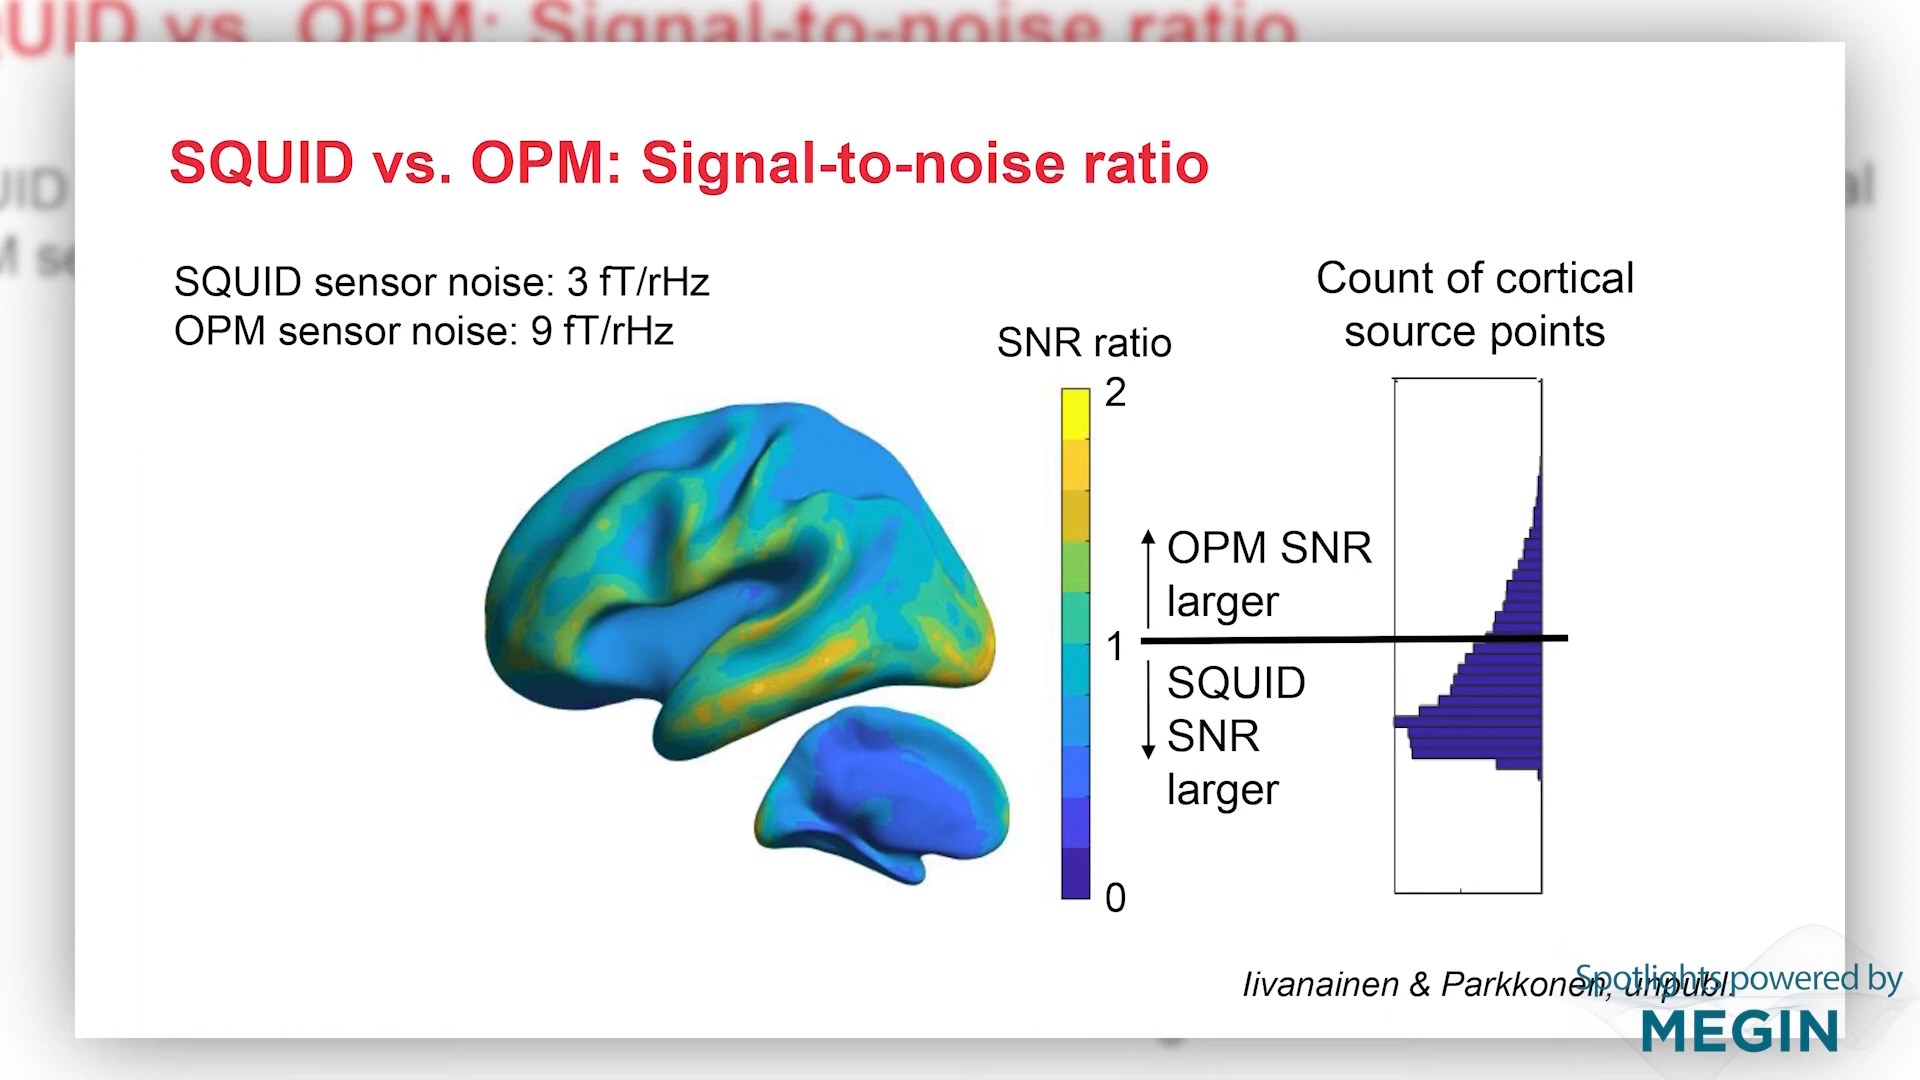 SQUID vs. OPM: Signal-to-noise ratio
SQUID sensor noise: 3 fT/rHz
OPM sensor noise: 9 fT/rHz
SNR ratio
2
1
0
OPM SNR
larger
SQUID
SNR
larger
Count of cortical
source points
Iivanainen & Parkkonen, unpubl.
Spotlights powered by
MEGIN